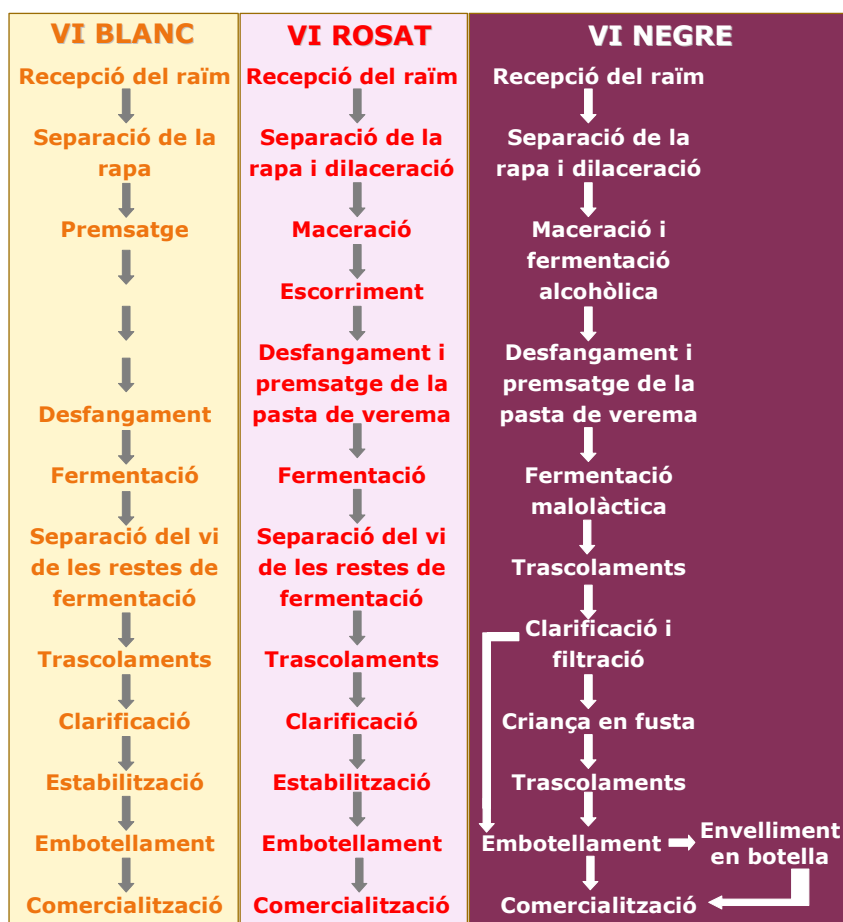 VI BLANC
Recepció del raïm
Separació de la
rapa
Premsatge
Desfangament
Fermentació
Separació del vi
de les restes de
fermentació
Trascolaments
Clarificació
Estabilització
Embotellament
Comercialització
VI ROSAT
Recepció del raïm
Separació de la
rapa i dilaceració
Maceració
Escorriment
Desfangament i
premsatge de la
pasta de verema
Fermentació
Separació del vi
de les restes de
fermentació
Trascolaments
Clarificació
Estabilització
Embotellament
Comercialització
VI NEGRE
Recepció del raïm
Separació de la
rapa i dilaceració
Maceració i
fermentació
alcohòlica
Desfangament i
premsatge de la
pasta de verema
Fermentació
malolàctica
Trascolaments
Clarificació i
filtració
Criança en fusta
Trascolaments
Embotellament
Envelliment
en botella
Comercialització